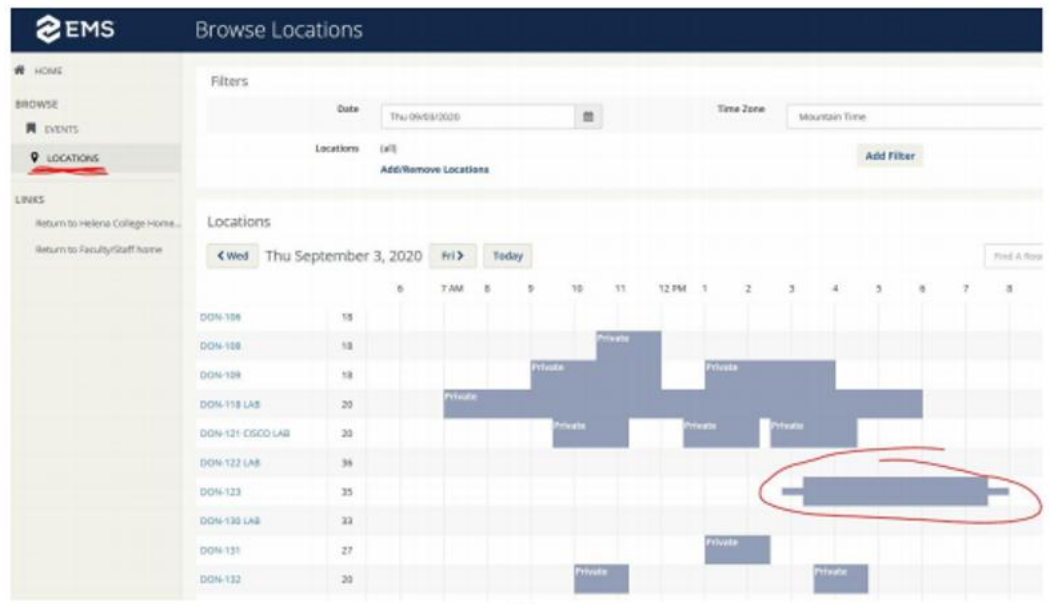 EMS
Browse Locations
HOME
BROWSE
EVENTS
LOCATIONS
LINKS
Return to Helena College Home...
Return to Faculty/Staff home
Filters
Date
Thu 09/03/2020
Time Zone
Mountain Time
Locations
(all)
Add/Remove Locations
Add Filter
Locations
Wed
Thu September 3, 2020
Fri
Today
Find A
6 7 AM 8 9 10 11 12 PM 1 2 3 4 5 6 7 8
DON-106 18
DON-108 18 Private
DON-109 18 Private Private
DON-118 LAB 20 Private
DON-121 CISCO LAB 20 Private Private Private
DON-122 LAB 36
DON-123 35
DON-130 LAB 33
DON-131 27 Private
DON-132 20 Private Private